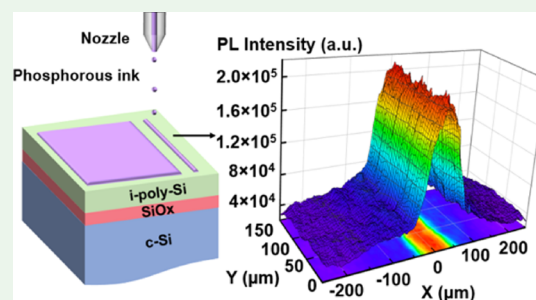 Nozzle
Phosphorous ink
i-poly-Si
SiOx
c-Si
PL Intensity (a.u.)
2.0×10⁵
1.6×10⁵
1.2×10⁵
8×10⁴
4×10⁴
150
100
50
0
Y (μm)
-200
-100
0
100
200
X (μm)